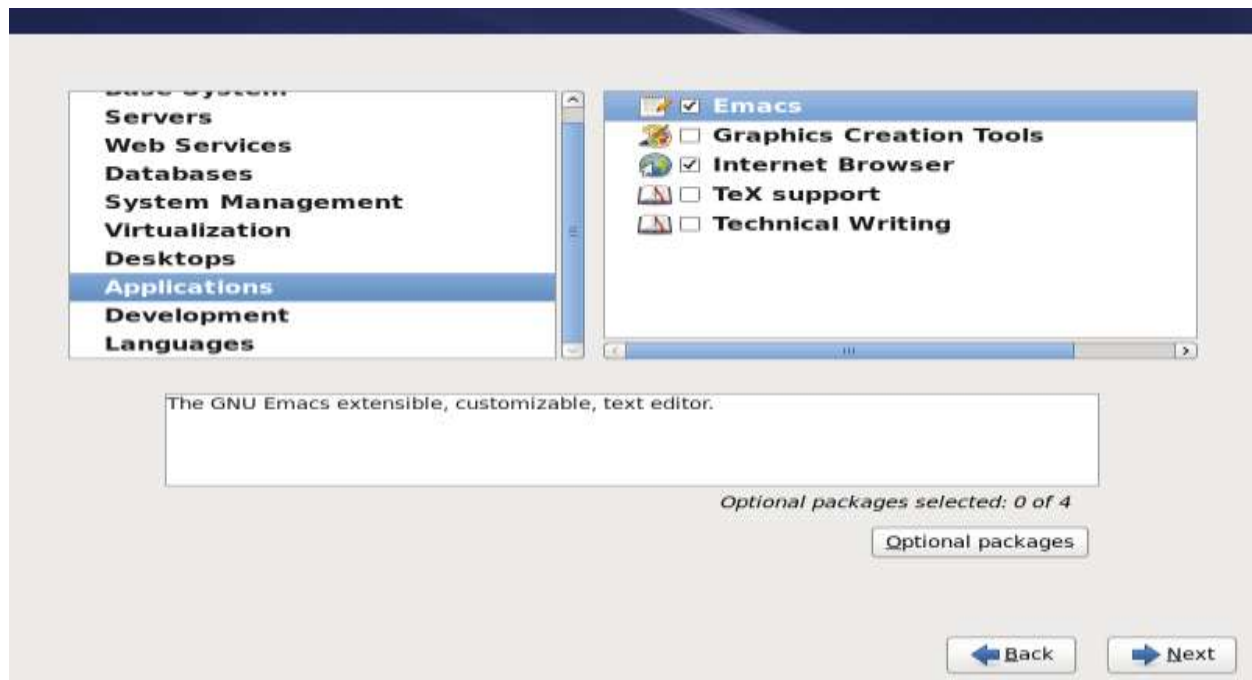 Base System
Servers
Web Services
Databases
System Management
Virtualization
Desktops
Applications
Development
Languages
Emacs
Graphics Creation Tools
Internet Browser
TeX support
Technical Writing
The GNU Emacs extensible, customizable, text editor.
Optional packages selected: 0 of 4
Optional packages
Back
Next